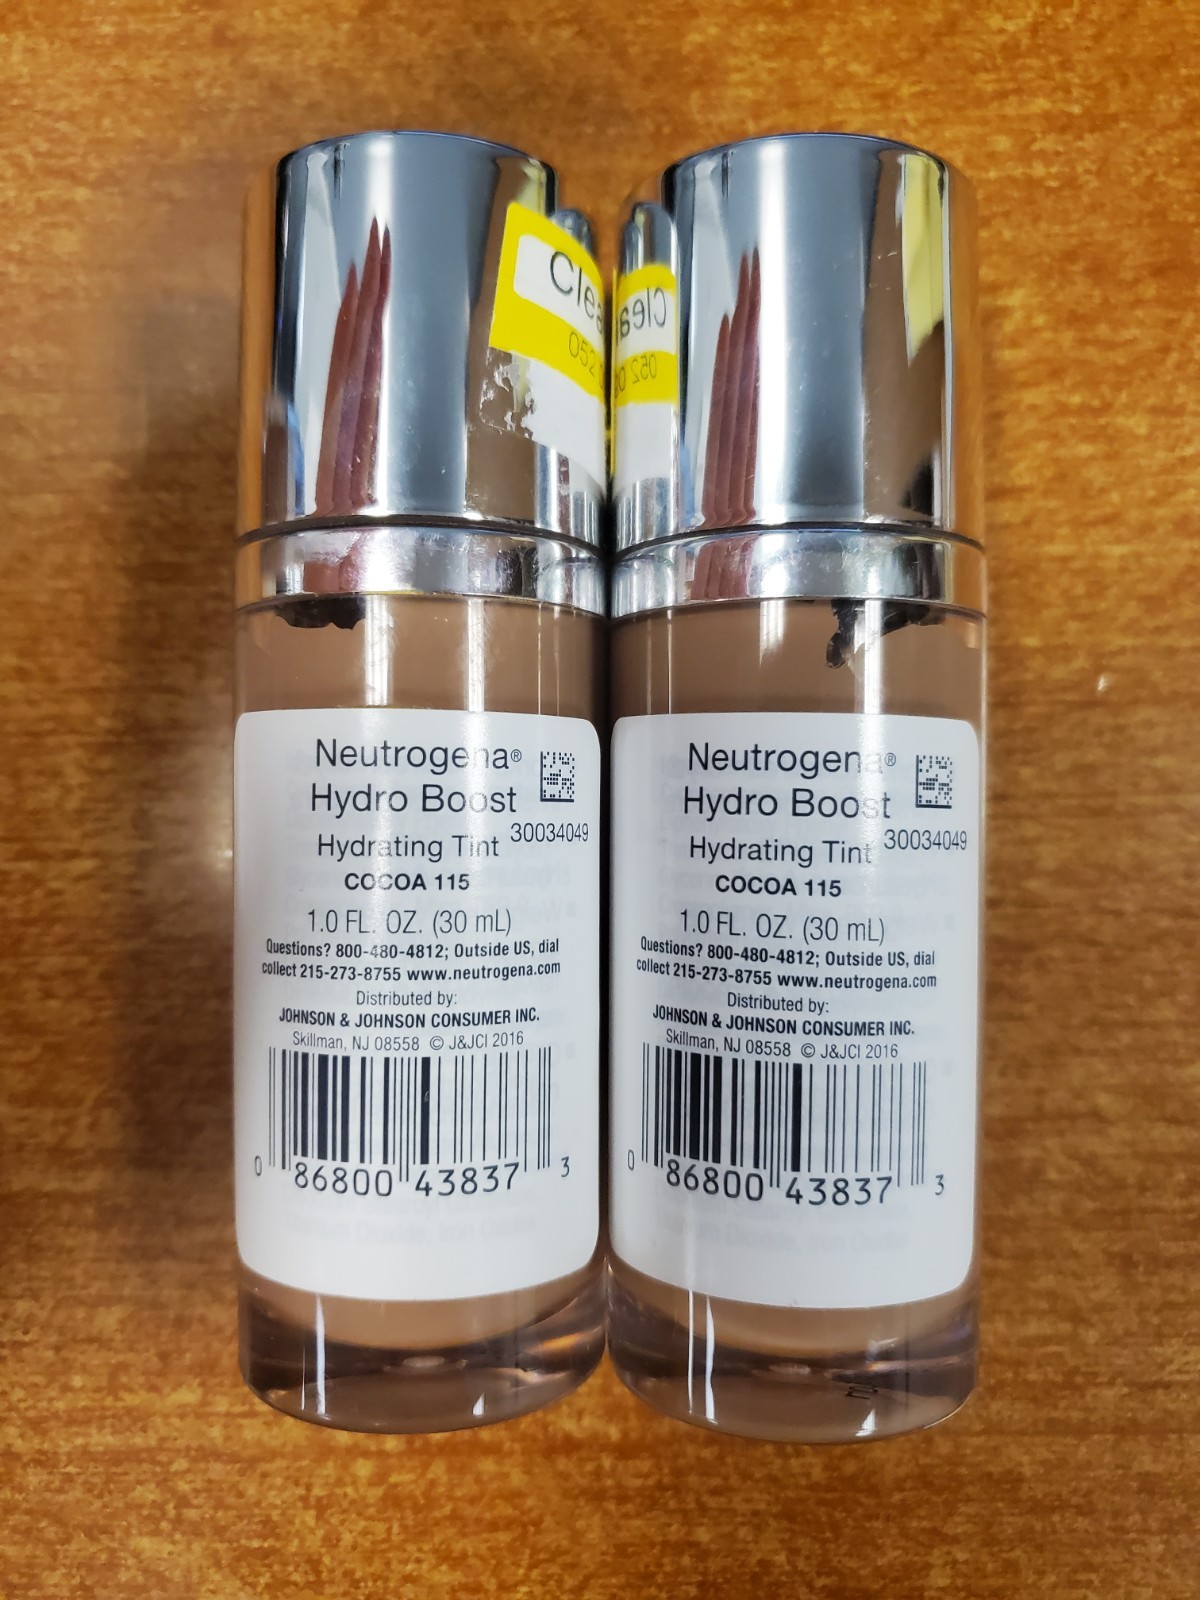 Clea
052
Neutrogena®
Hydro Boost
30034049
Hydrating Tint
COCOA 115
1.0 FL. OZ. (30 mL)
Questions? 800-480-4812; Outside US, dial
collect 215-273-8755 www.neutrogena.com
Distributed by:
JOHNSON & JOHNSON CONSUMER INC.
Skillman, NJ 08558 © J&JCI 2016
0 86800 43837 3
Neutrogena®
Hydro Boost
30034049
Hydrating Tint
COCOA 115
1.0 FL. OZ. (30 mL)
Questions? 800-480-4812; Outside US, dial
collect 215-273-8755 www.neutrogena.com
Distributed by:
JOHNSON & JOHNSON CONSUMER INC.
Skillman, NJ 08558 © J&JCI 2016
0 86800 43837 3